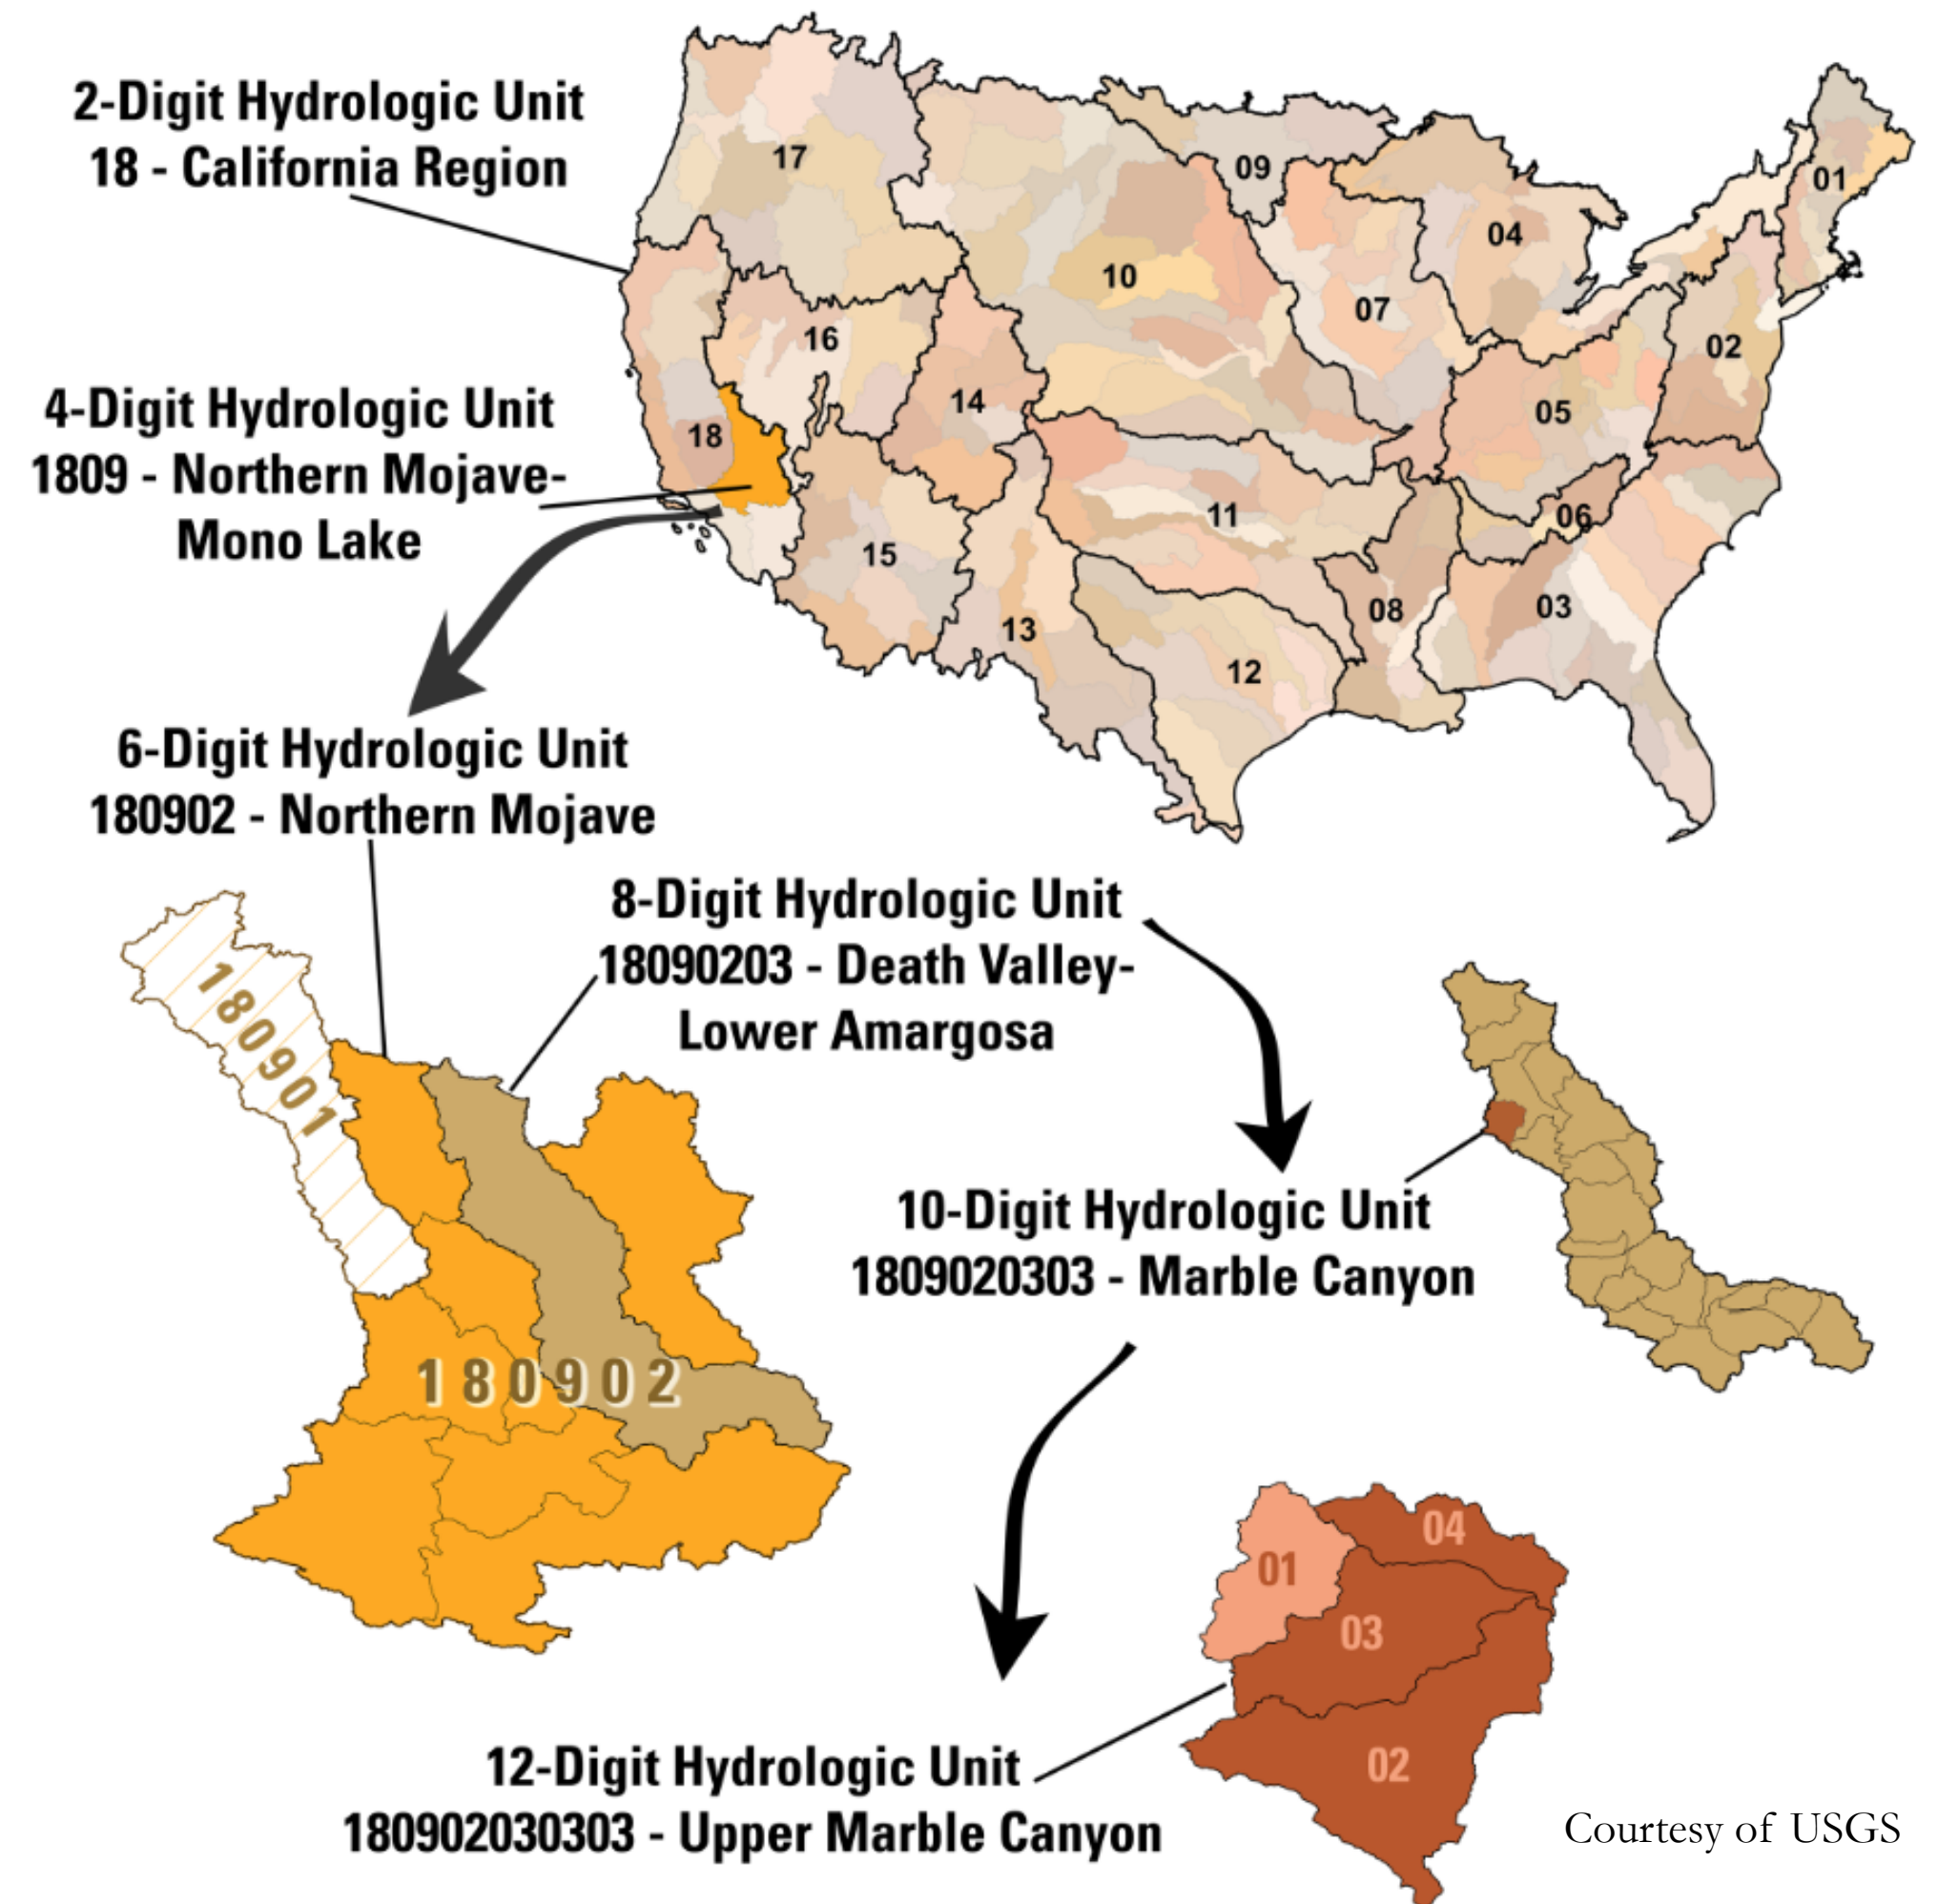 2-Digit Hydrologic Unit
18 - California Region
17
09
01
04
10
07
16
02
14
05
18
11
06
15
08
03
13
12
4-Digit Hydrologic Unit
1809 - Northern Mojave-
Mono Lake
6-Digit Hydrologic Unit
180902 - Northern Mojave
8-Digit Hydrologic Unit
18090203 - Death Valley-
Lower Amargosa
180901
180902
10-Digit Hydrologic Unit
1809020303 - Marble Canyon
04
01
03
02
12-Digit Hydrologic Unit
180902030303 - Upper Marble Canyon
Courtesy of USGS